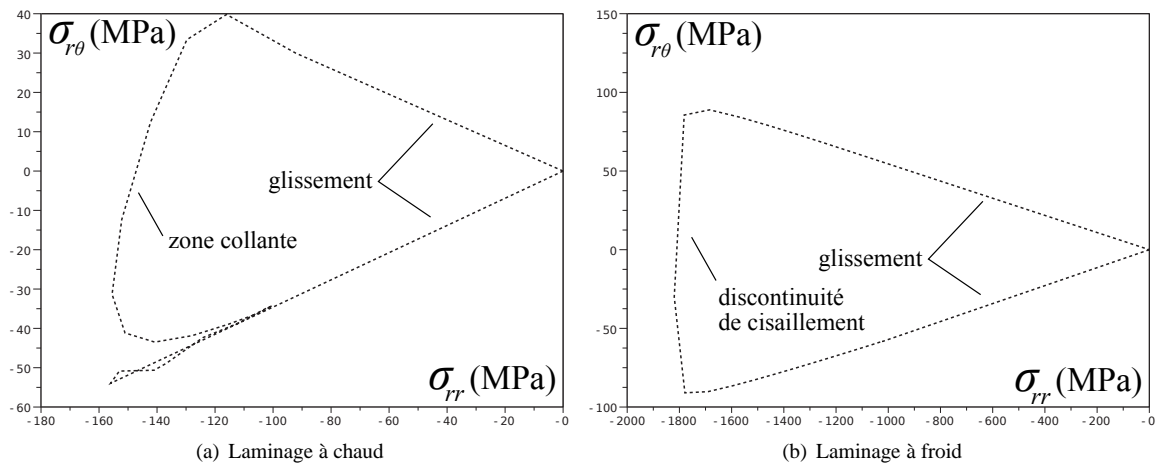 σrθ (MPa)
40
30
20
10
0
-10
-20
-30
-40
-50
-60
glissement
zone collante
σrr (MPa)
-180 -160 -140 -120 -100 -80 -60 -40 -20 -0
(a) Laminage à chaud
σrθ (MPa)
150
100
50
0
-50
-100
glissement
discontinuité
de cisaillement
σrr (MPa)
-2000 -1800 -1600 -1400 -1200 -1000 -800 -600 -400 -200 -0
(b) Laminage à froid